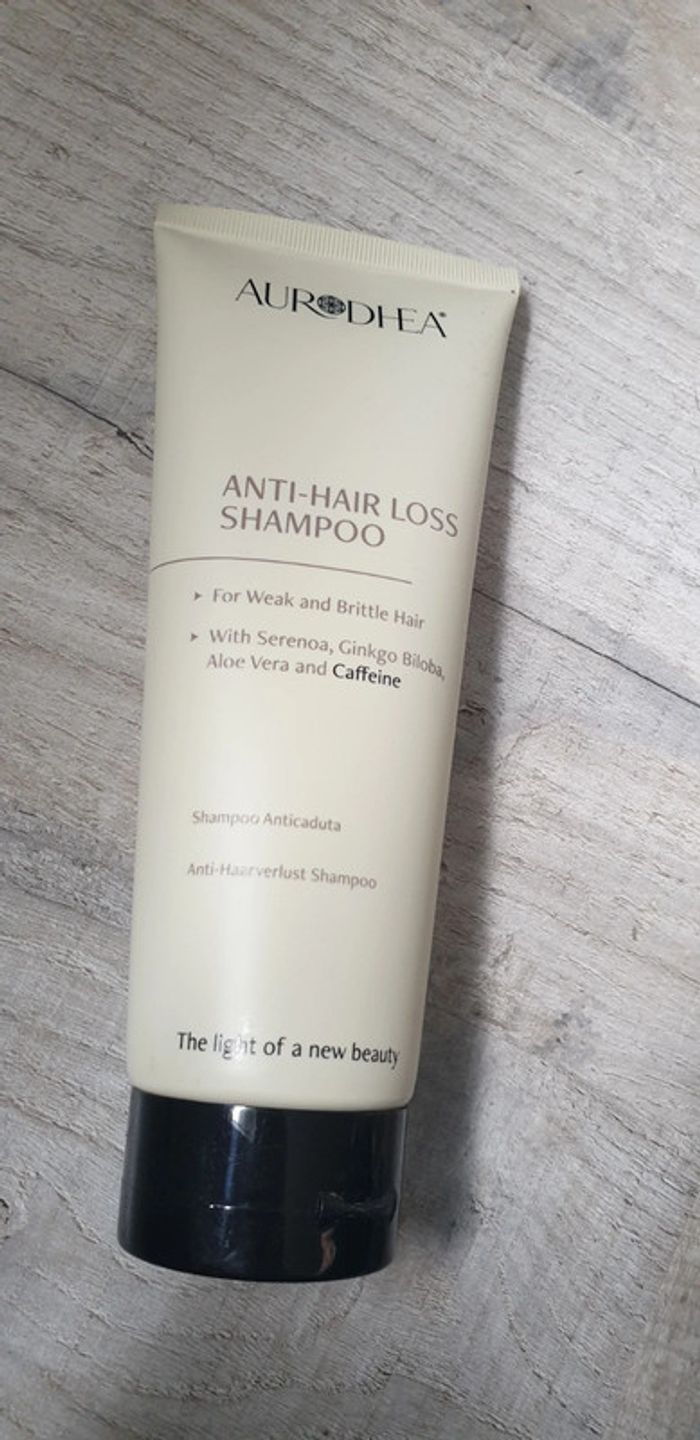 AURODHEA®
ANTI-HAIR LOSS
SHAMPOO
For Weak and Brittle Hair
With Serenoa, Ginkgo Biloba,
Aloe Vera and Caffeine
Shampoo Anticaduta
Anti-Haarverlust Shampoo
The light of a new beauty